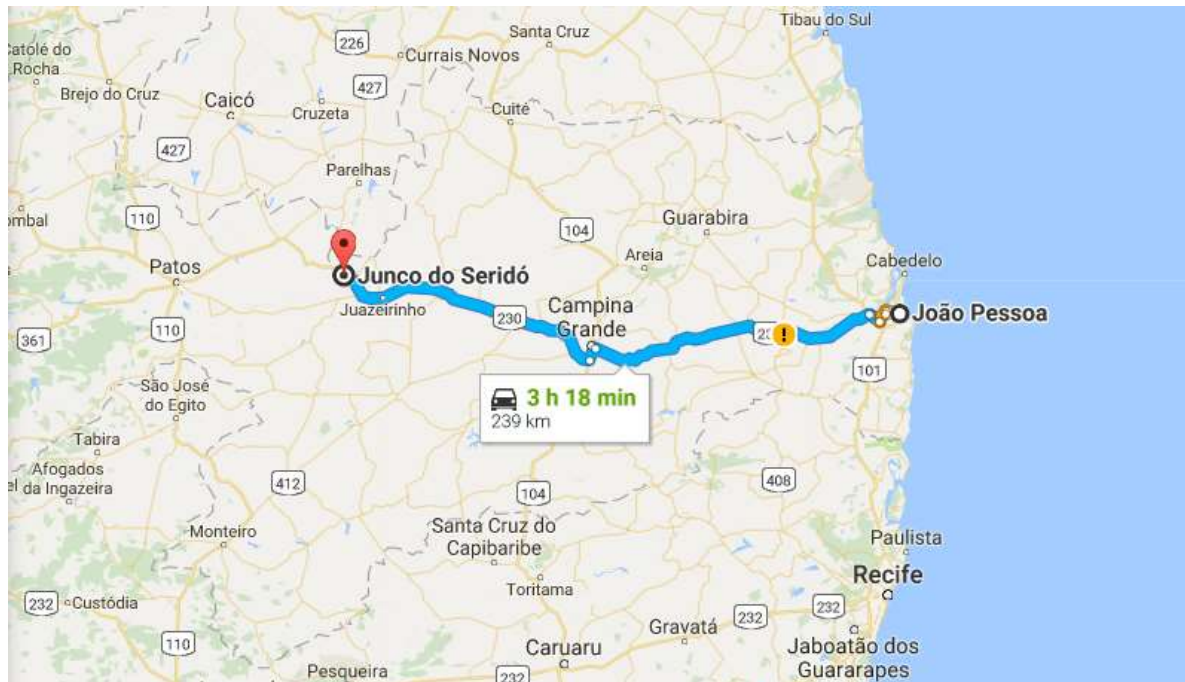 Tibau do Sul
Santa Cruz
226
Currais Novos
Catolé do
Rocha
Brejo do Cruz
427
Caicó
Cruzeta
Cuité
427
Parelhas
110
104
Guarabira
Areia
Cabedelo
Patos
Junco do Seridó
Juazeirinho
230
Campina
Grande
João Pessoa
110
361
101
3 h 18 min
239 km
São José
do Egito
Tabira
Afogados
da Ingazeira
412
104
408
Monteiro
Santa Cruz do
Capibaribe
Paulista
Toritama
Recife
232
Custódia
232
232
Gravatá
110
Caruaru
Jaboatão dos
Guararapes
Pesqueira
232